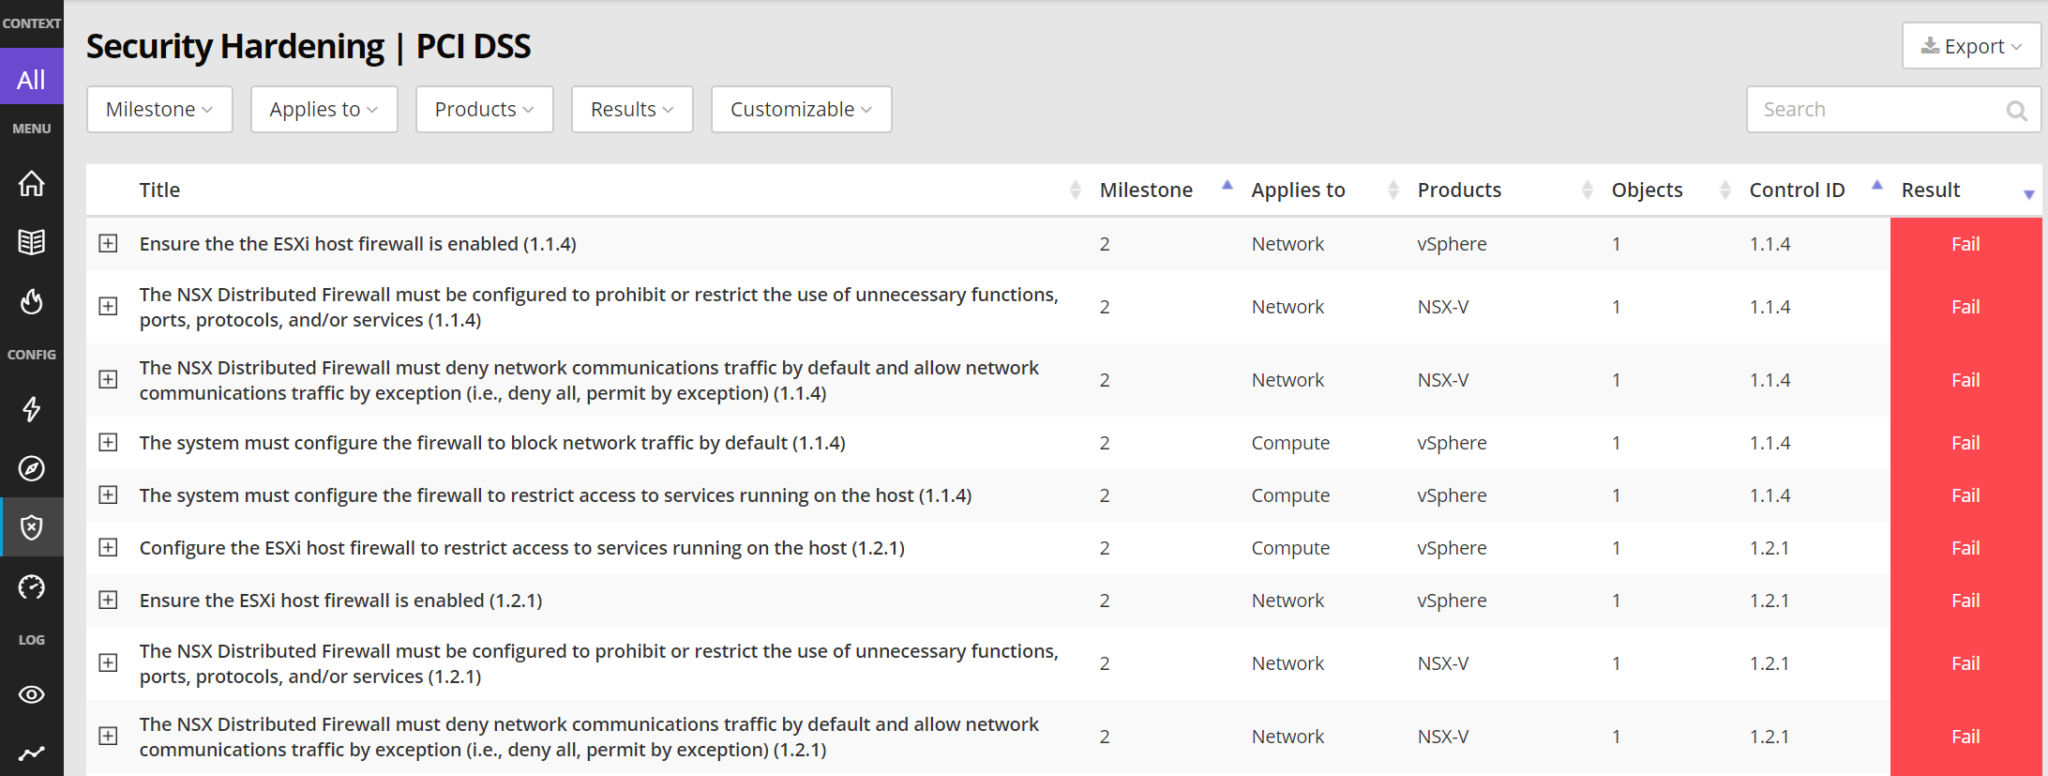 CONTEXT
All
MENU
CONFIG
LOG
Security Hardening | PCI DSS
Export
Milestone
Applies to
Products
Results
Customizable
Search
Title Milestone Applies to Products Objects Control ID Result
Ensure the the ESXi host firewall is enabled (1.1.4) 2 Network vSphere 1 1.1.4 Fail
The NSX Distributed Firewall must be configured to prohibit or restrict the use of unnecessary functions,
ports, protocols, and/or services (1.1.4) 2 Network NSX-V 1 1.1.4 Fail
The NSX Distributed Firewall must deny network communications traffic by default and allow network
communications traffic by exception (i.e., deny all, permit by exception) (1.1.4) 2 Network NSX-V 1 1.1.4 Fail
The system must configure the firewall to block network traffic by default (1.1.4) 2 Compute vSphere 1 1.1.4 Fail
The system must configure the firewall to restrict access to services running on the host (1.1.4) 2 Compute vSphere 1 1.1.4 Fail
Configure the ESXi host firewall to restrict access to services running on the host (1.2.1) 2 Compute vSphere 1 1.2.1 Fail
Ensure the ESXi host firewall is enabled (1.2.1) 2 Network vSphere 1 1.2.1 Fail
The NSX Distributed Firewall must be configured to prohibit or restrict the use of unnecessary functions,
ports, protocols, and/or services (1.2.1) 2 Network NSX-V 1 1.2.1 Fail
The NSX Distributed Firewall must deny network communications traffic by default and allow network
communications traffic by exception (i.e., deny all, permit by exception) (1.2.1) 2 Network NSX-V 1 1.2.1 Fail